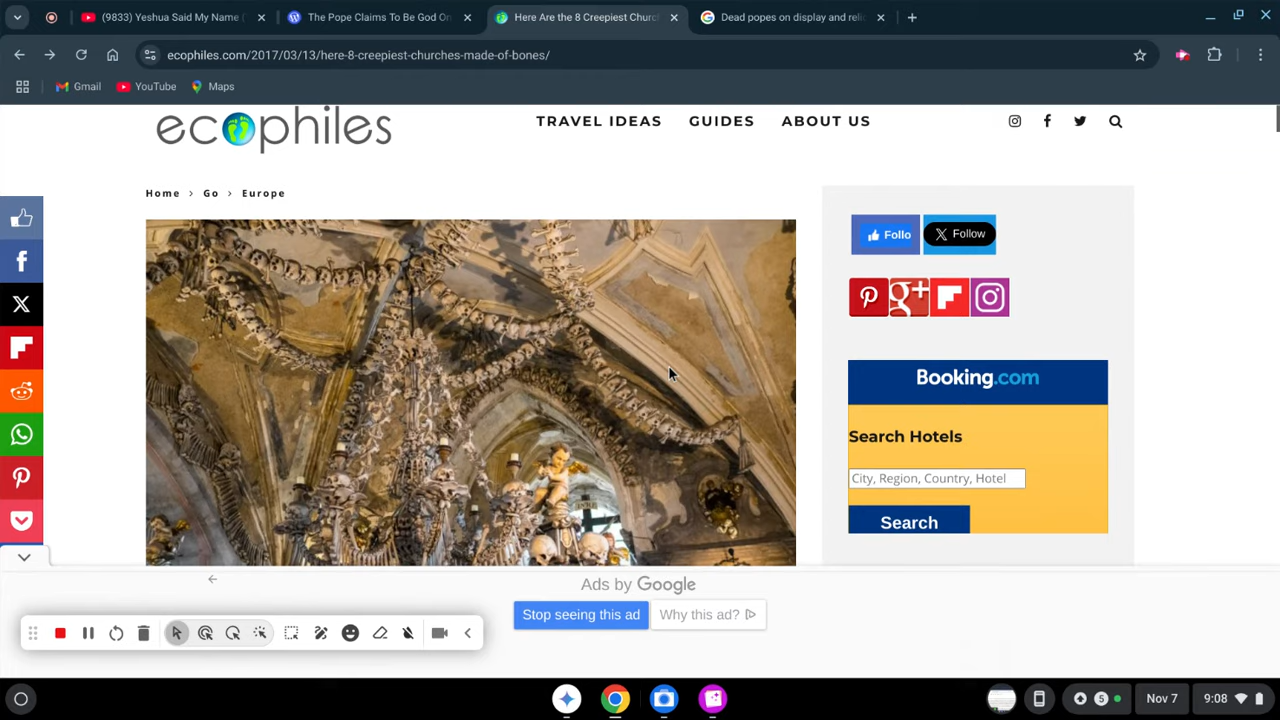 (9833) Yeshua Said My Name (
The Pope Claims To Be God On
Here Are the 8 Creepiest Churc
Dead popes on display and reli
ecophiles.com/2017/03/13/here-8-creepiest-churches-made-of-bones/
Gmail
YouTube
Maps
ecophiles
TRAVEL IDEAS
GUIDES
ABOUT US
Home > Go > Europe
Follo
Follow
g+
Booking.com
Search Hotels
City, Region, Country, Hotel
Search
Ads by Google
Stop seeing this ad
Why this ad?
5
Nov 7
9:08